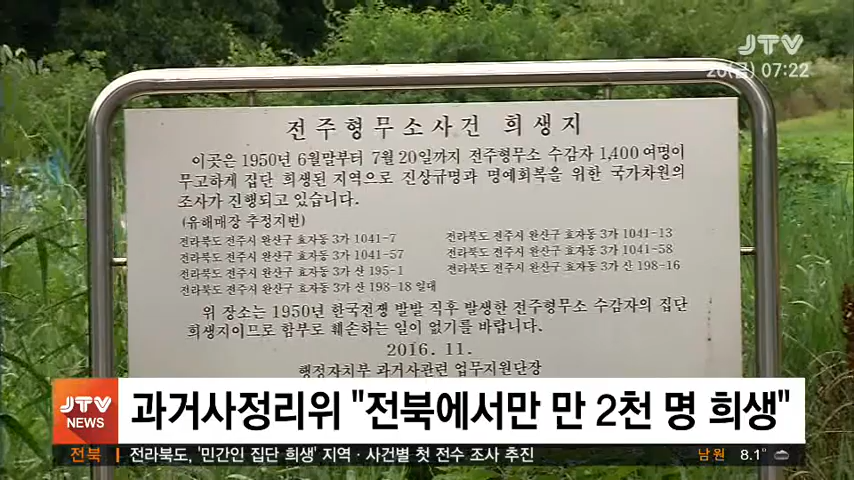 JTV
20(금) 07:22
전주형무소사건 희생지
이곳은 1950년 6월말부터 7월 20일까지 전주형무소 수감자 1,400여명이
무고하게 집단 희생된 지역으로 진상규명과 명예회복을 위한 국가차원의
조사가 진행되고 있습니다.
(유해매장 추정지번)
전라북도 전주시 완산구 효자동 3가 1041-7 전라북도 전주시 완산구 효자동 3가 1041-13
전라북도 전주시 완산구 효자동 3가 1041-57 전라북도 전주시 완산구 효자동 3가 1041-58
전라북도 전주시 완산구 효자동 3가 산 195-1 전라북도 전주시 완산구 효자동 3가 산 198-16
전라북도 전주시 완산구 효자동 3가 산 198-18 일대
위 장소는 1950년 한국전쟁 발발 직후 발생한 전주형무소 수감자의 집단
희생지이므로 함부로 훼손하는 일이 없기를 바랍니다.
2016. 11.
행정자치부 과거사관련 업무지원단장
JTV NEWS
과거사정리위 "전북에서만 만 2천 명 희생"
전북 전라북도, '민간인 집단 희생' 지역·사건별 첫 전수 조사 추진 남원 8.1°